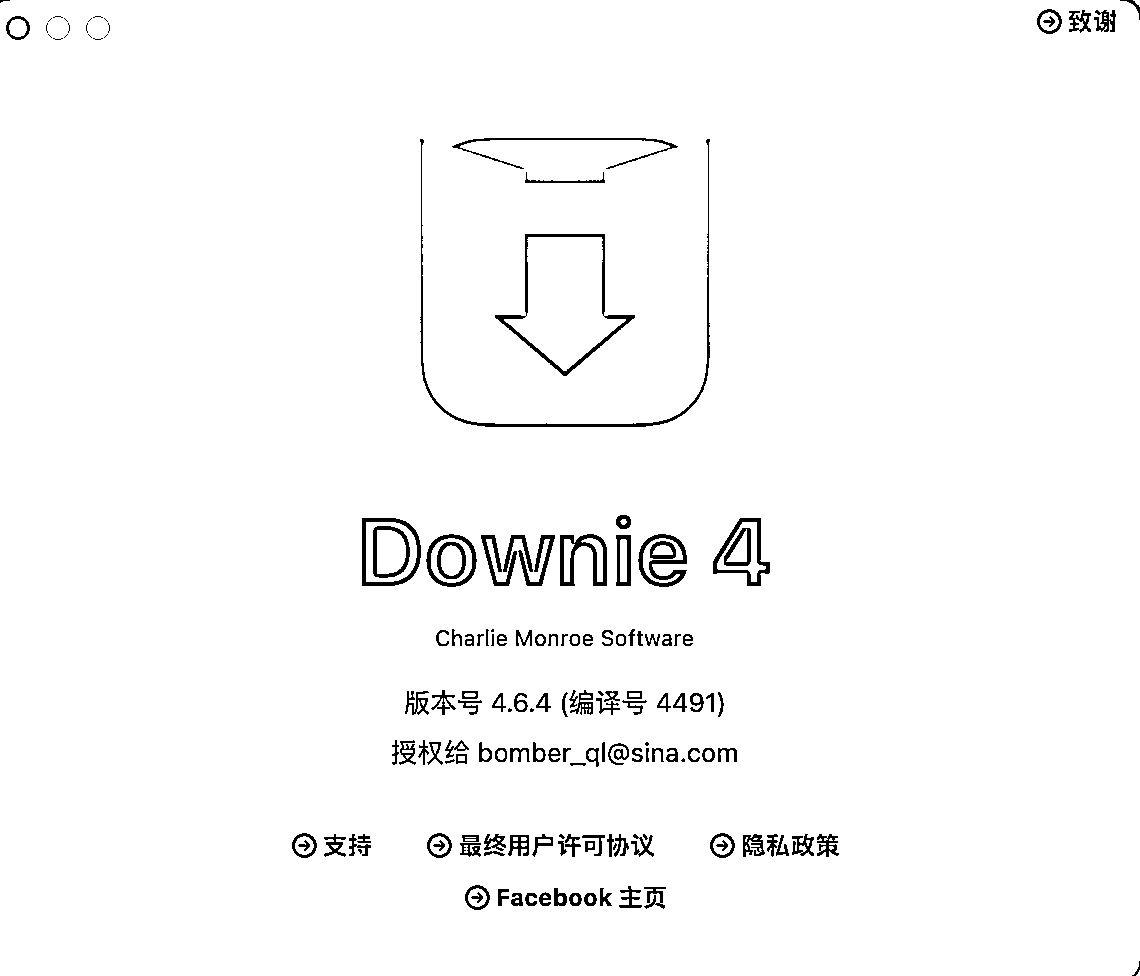 致谢
Downie 4
Charlie Monroe Software
版本号 4.6.4 (编译号 4491)
授权给 bomber_ql@sina.com
支持 最终用户许可协议 隐私政策
Facebook 主页